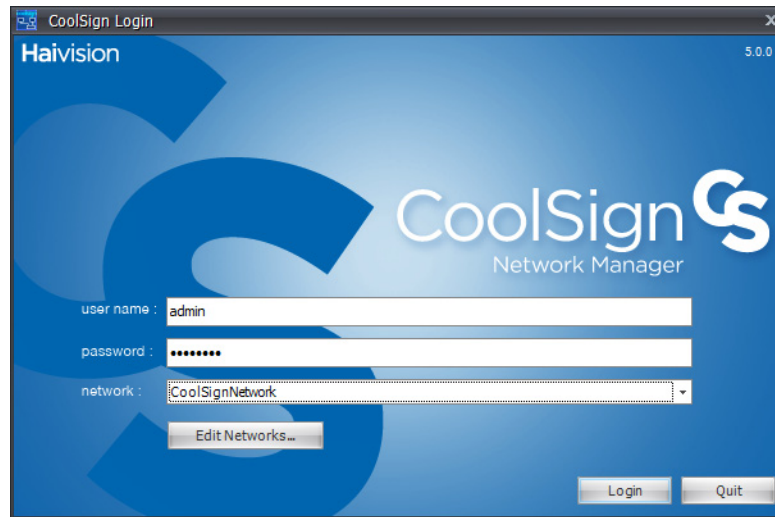 CoolSign Login
Haivision
5.0.0
CoolSign CS
Network Manager
user name : admin
password : ••••••••
network : CoolSignNetwork
Edit Networks...
Login Quit